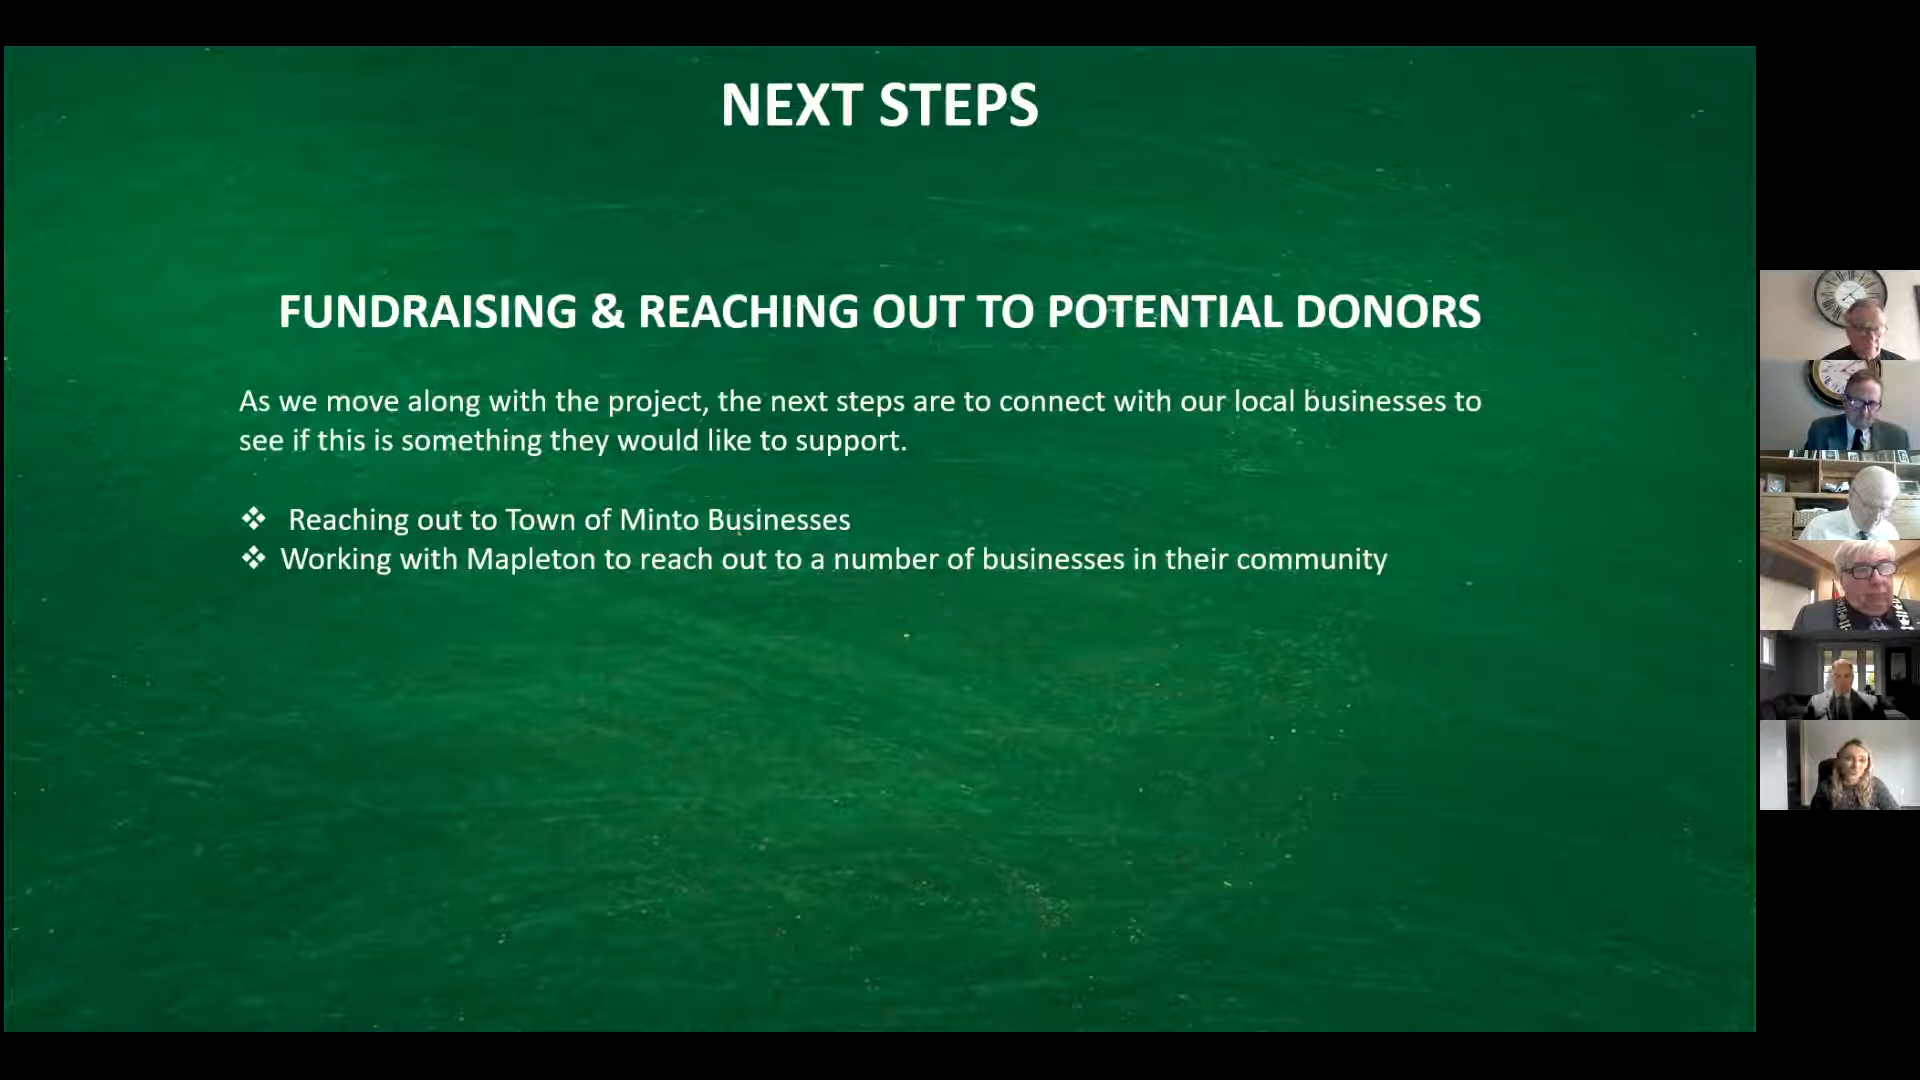 NEXT STEPS
FUNDRAISING & REACHING OUT TO POTENTIAL DONORS
As we move along with the project, the next steps are to connect with our local businesses to
see if this is something they would like to support.
❖ Reaching out to Town of Minto Businesses
❖ Working with Mapleton to reach out to a number of businesses in their community